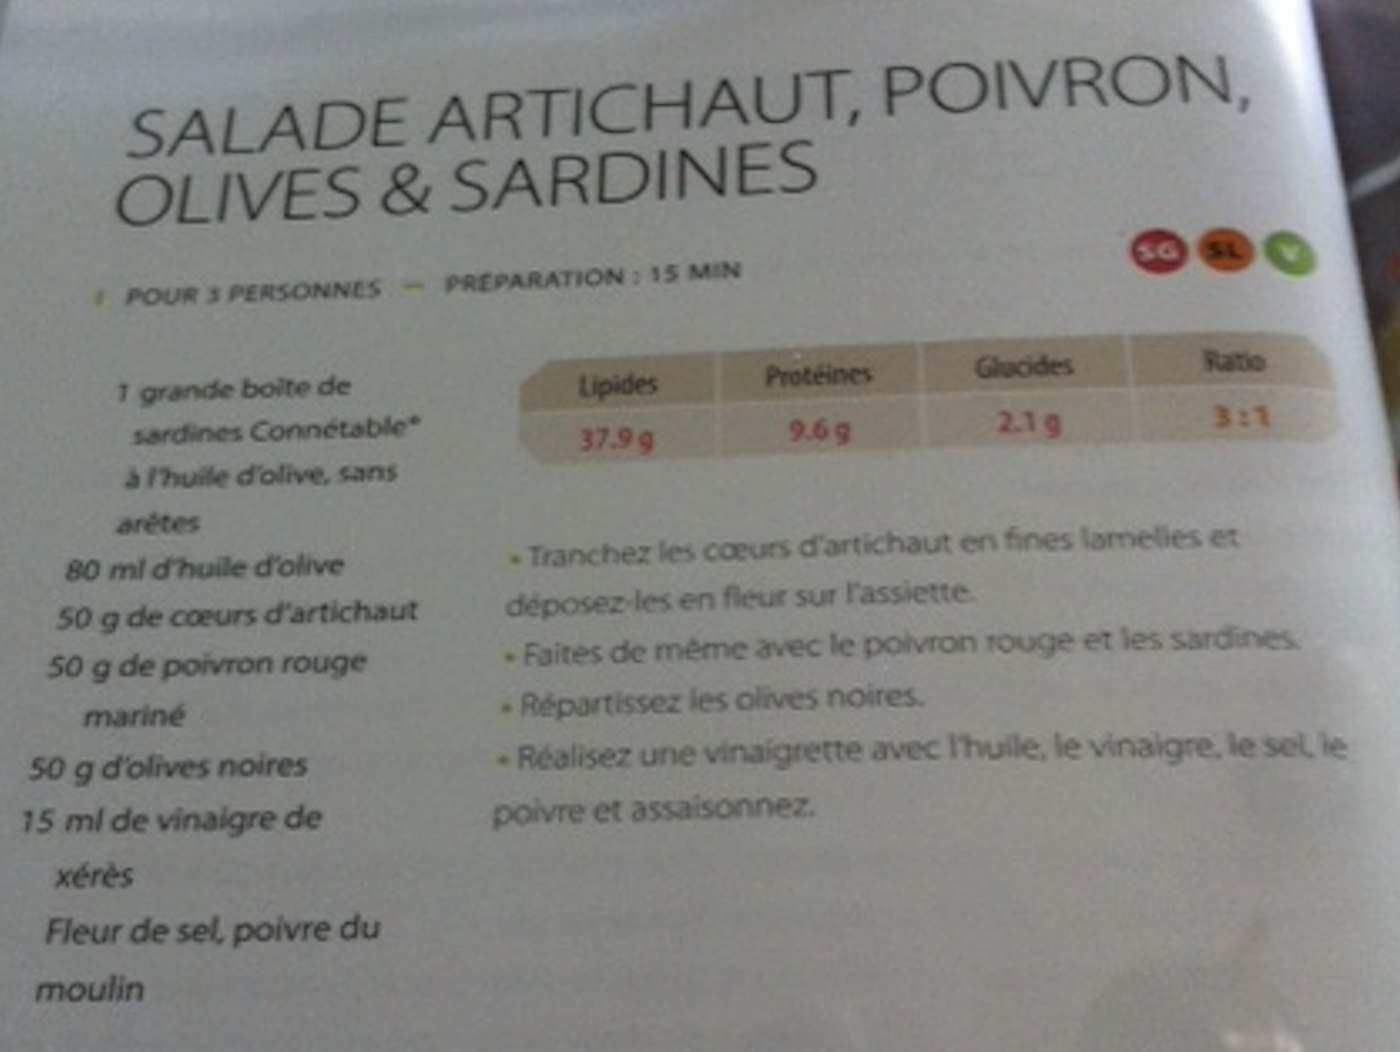 SALADE ARTICHAUT, POIVRON,
OLIVES & SARDINES
POUR 3 PERSONNES — PRÉPARATION : 15 MIN
SG SL V
1 grande boîte de
sardines Connétable*
à l'huile d'olive, sans
arêtes
80 ml d'huile d'olive
50 g de cœurs d'artichaut
50 g de poivron rouge
mariné
50 g d'olives noires
15 ml de vinaigre de
xérès
Fleur de sel, poivre du
moulin
Lipides Protéines Glucides Ratio
37.9 g 9.6 g 2.1 g 3 : 1
• Tranchez les cœurs d'artichaut en fines lamelles et
déposez-les en fleur sur l'assiette.
• Faites de même avec le poivron rouge et les sardines.
• Répartissez les olives noires.
• Réalisez une vinaigrette avec l'huile, le vinaigre, le sel, le
poivre et assaisonnez.